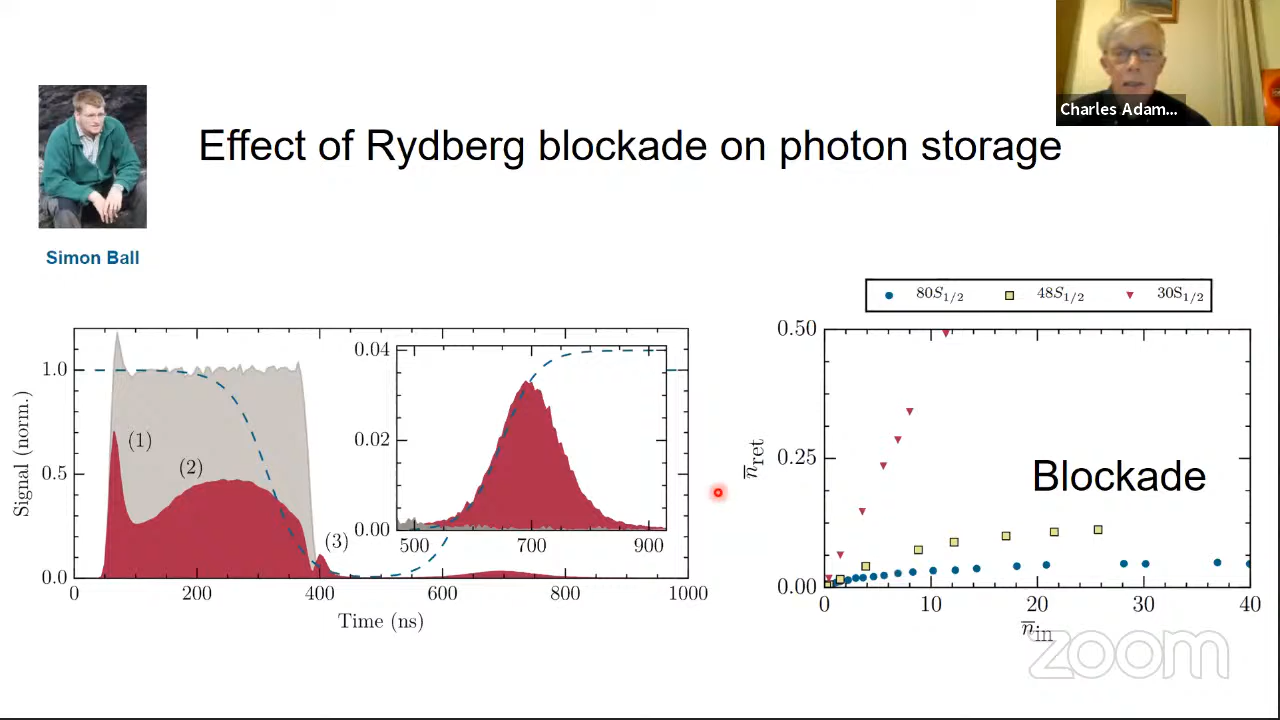 Charles Adam...
Effect of Rydberg blockade on photon storage
Simon Ball
80S1/2 48S1/2 30S1/2
Signal (norm.)
1.0
0.5
0.0
(1)
(2)
(3)
0 200 400 600 800 1000
Time (ns)
0.04
0.02
0.00
500 700 900
n̅ret
0.50
0.25
0.00
Blockade
0 10 20 30 40
n̅in
zoom